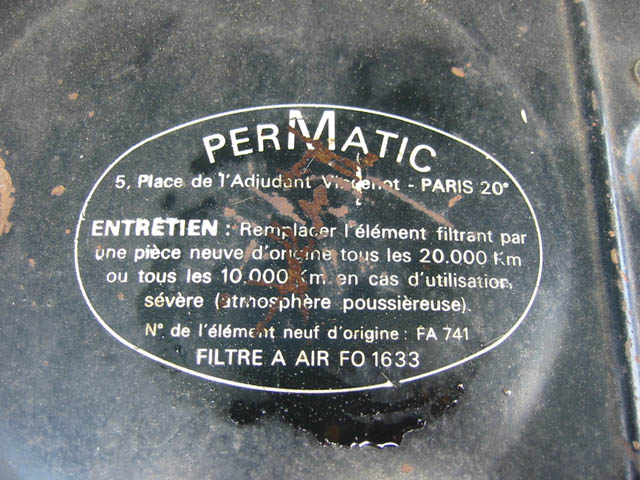 PERMATIC
5, Place de l'Adjudant Vincenot - PARIS 20°
ENTRETIEN : Remplacer l'élément filtrant par
une pièce neuve d'origine tous les 20.000 Km
ou tous les 10.000 Km en cas d'utilisation
sévère (atmosphère poussièreuse).
N° de l'élément neuf d'origine : FA 741
FILTRE A AIR FO 1633